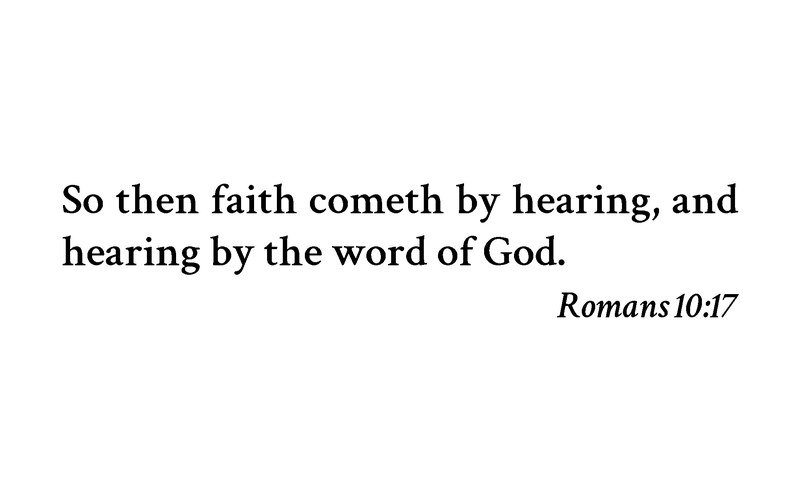 So then faith cometh by hearing, and
hearing by the word of God.
Romans 10:17